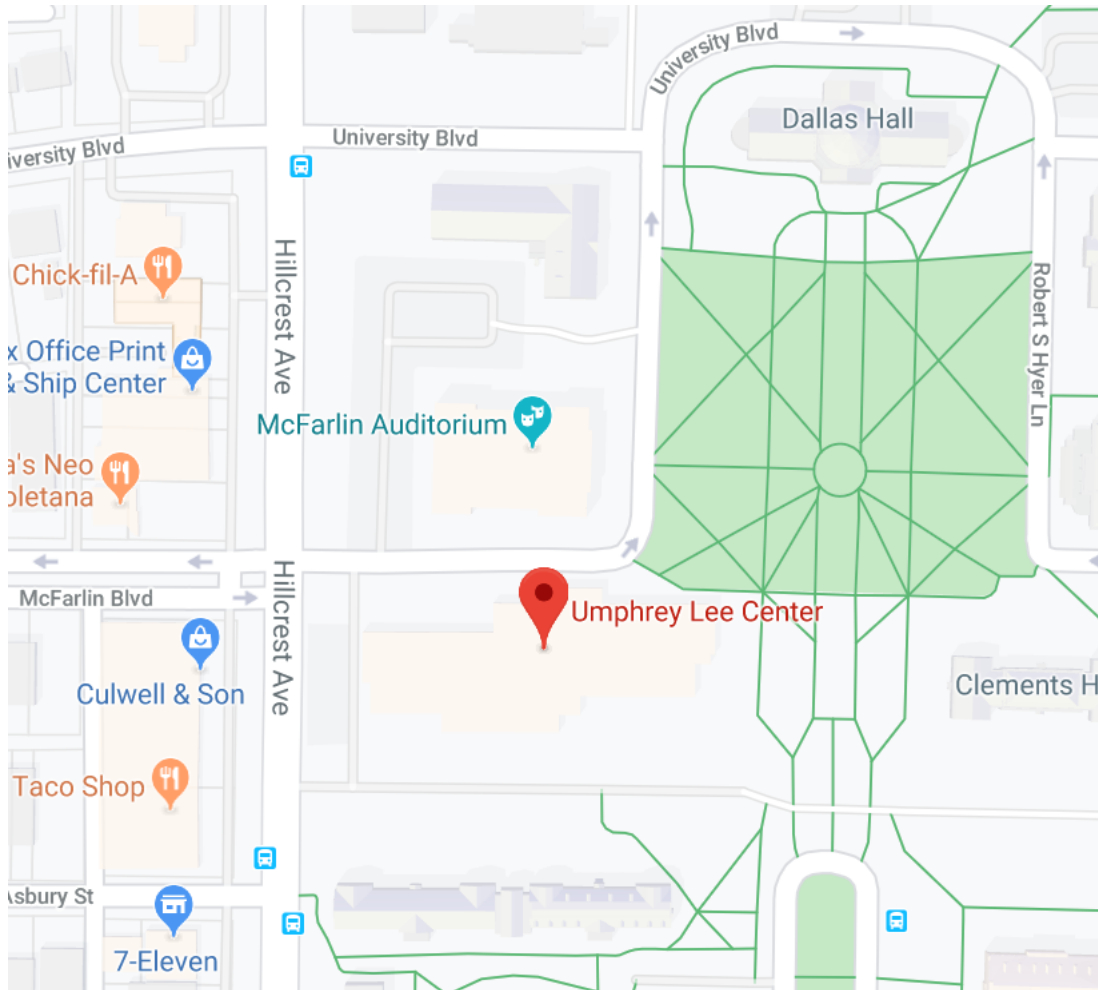 University Blvd
Dallas Hall
University Blvd
iversity Blvd
Hillcrest Ave
Chick-fil-A
Robert S Hyer Ln
x Office Print
& Ship Center
McFarlin Auditorium
a's Neo
oletana
Hillcrest Ave
McFarlin Blvd
Umphrey Lee Center
Culwell & Son
Clements H
Taco Shop
Asbury St
7-Eleven